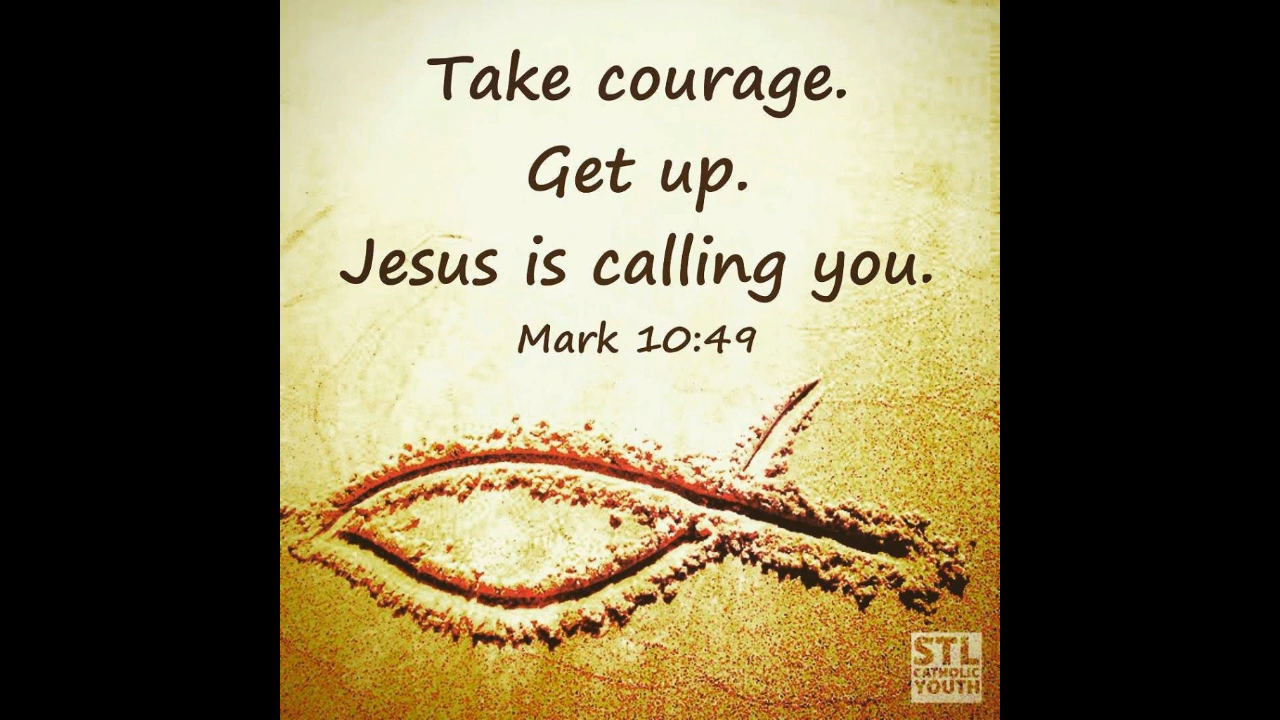 Take courage.
Get up.
Jesus is calling you.
Mark 10:49
STL
CATHOLIC
YOUTH